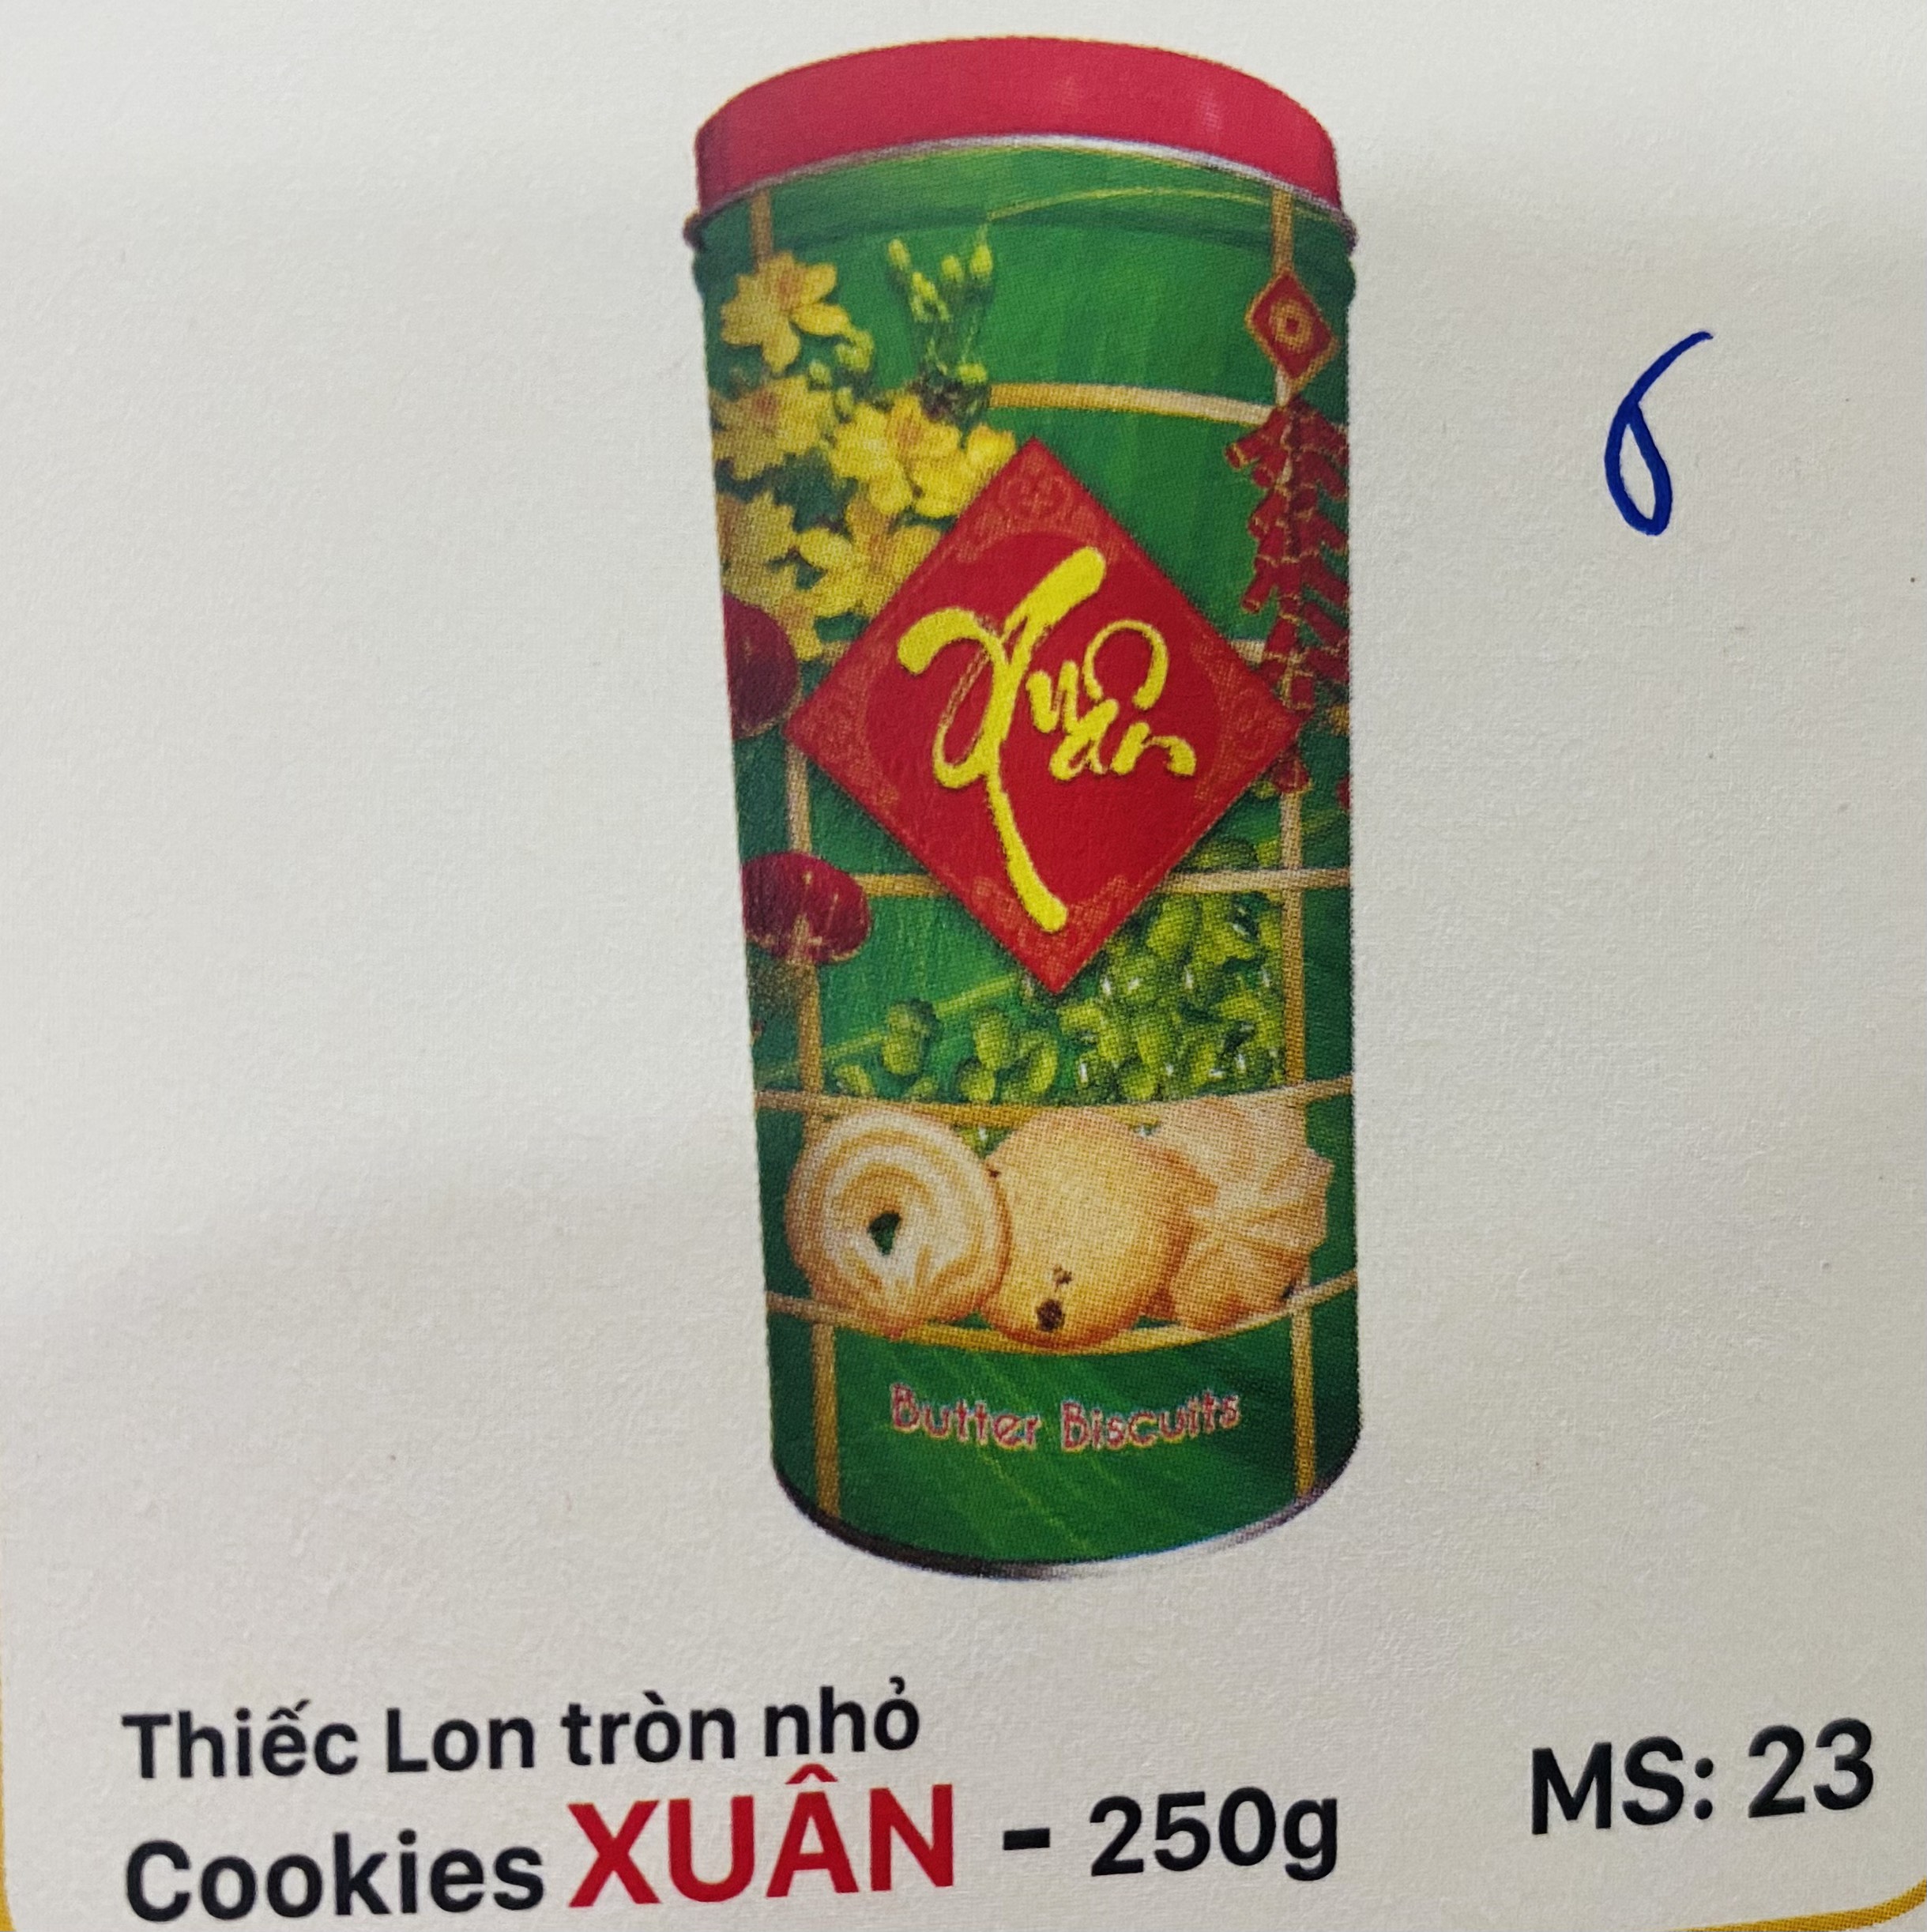 6
Xuân
Butter Biscuits
Thiếc Lon tròn nhỏ
Cookies XUÂN - 250g
MS: 23